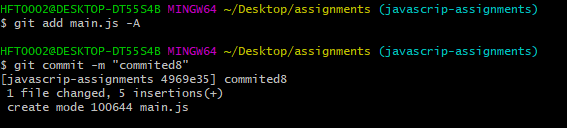 HFT0002@DESKTOP-DT55S4B MINGW64 ~/Desktop/assignments (javascrip-assignments)
$ git add main.js -A
HFT0002@DESKTOP-DT55S4B MINGW64 ~/Desktop/assignments (javascrip-assignments)
$ git commit -m "commited8"
[javascrip-assignments 4969e35] commited8
 1 file changed, 5 insertions(+)
 create mode 100644 main.js